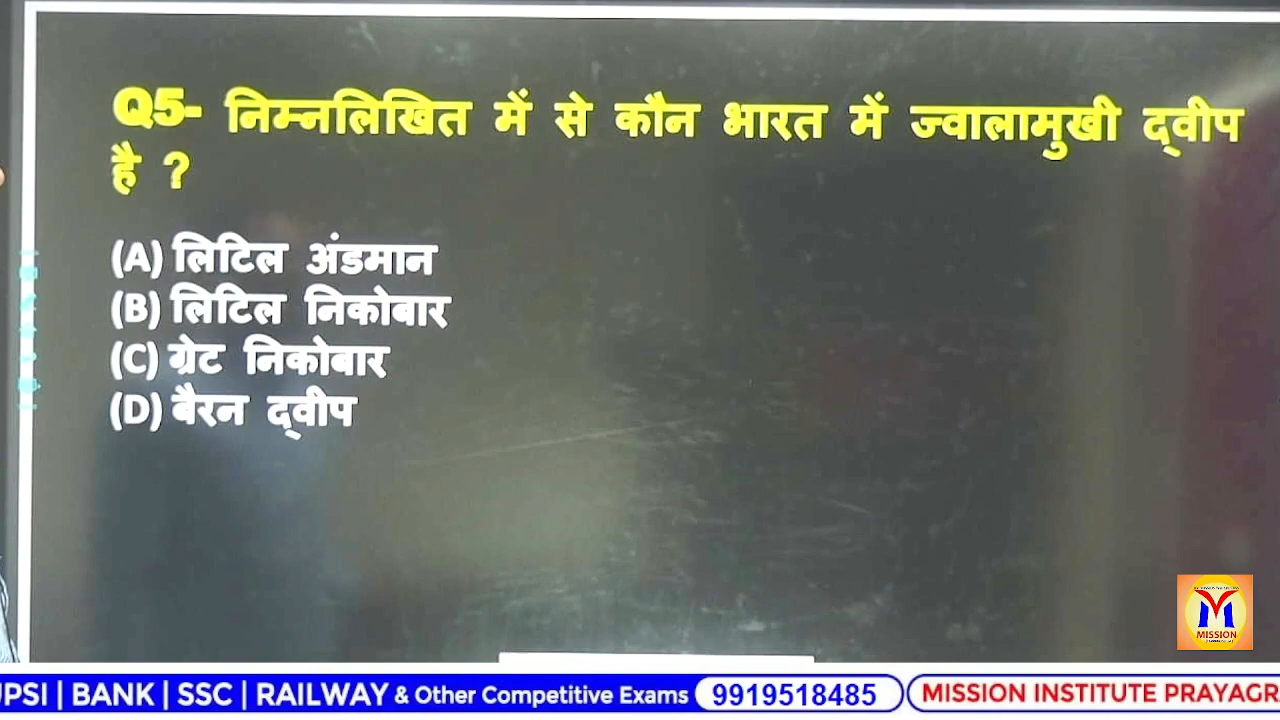 Q5- निम्नलिखित में से कौन भारत में ज्वालामुखी द्वीप
है ?
(A) लिटिल अंडमान
(B) लिटिल निकोबार
(C) ग्रेट निकोबार
(D) बैरन द्वीप
MISSION
UPSI | BANK | SSC | RAILWAY & Other Competitive Exams 9919518485 MISSION INSTITUTE PRAYAGR